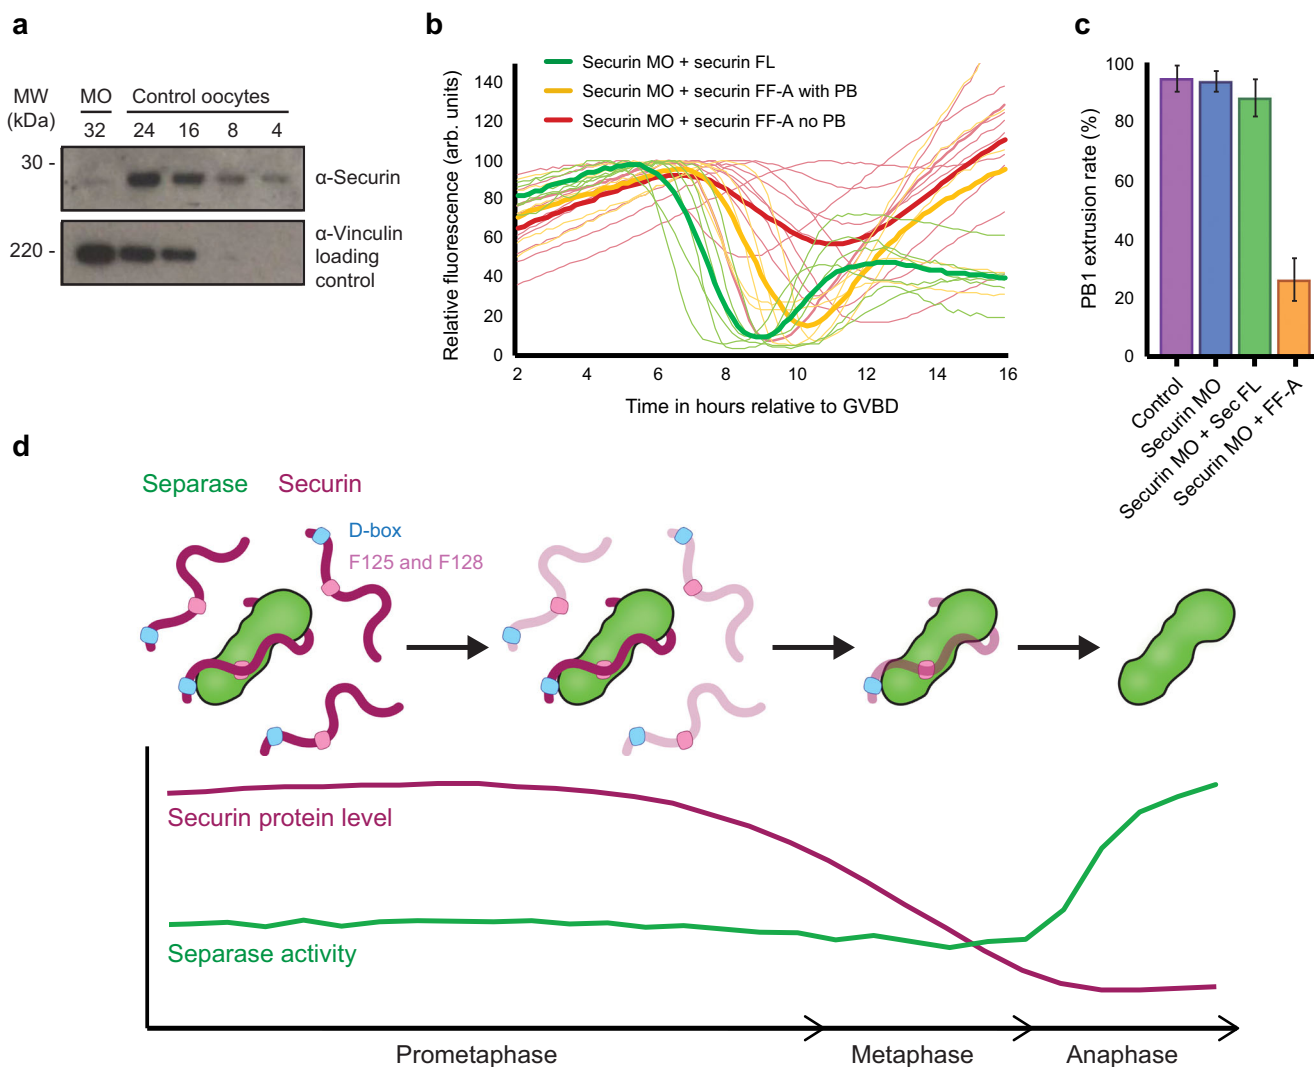 a
MW
(kDa)
MO
Control oocytes
32
24
16
8
4
30 -
α-Securin
220 -
α-Vinculin
loading
control
b
Relative fluorescence (arb. units)
140
120
100
80
60
40
20
0
2
4
6
8
10
12
14
16
Time in hours relative to GVBD
Securin MO + securin FL
Securin MO + securin FF-A with PB
Securin MO + securin FF-A no PB
c
PB1 extrusion rate (%)
100
80
60
40
20
0
Control
Securin MO
Securin MO + Sec FL
Securin MO + FF-A
d
Separase
Securin
D-box
F125 and F128
Securin protein level
Separase activity
Prometaphase
Metaphase
Anaphase